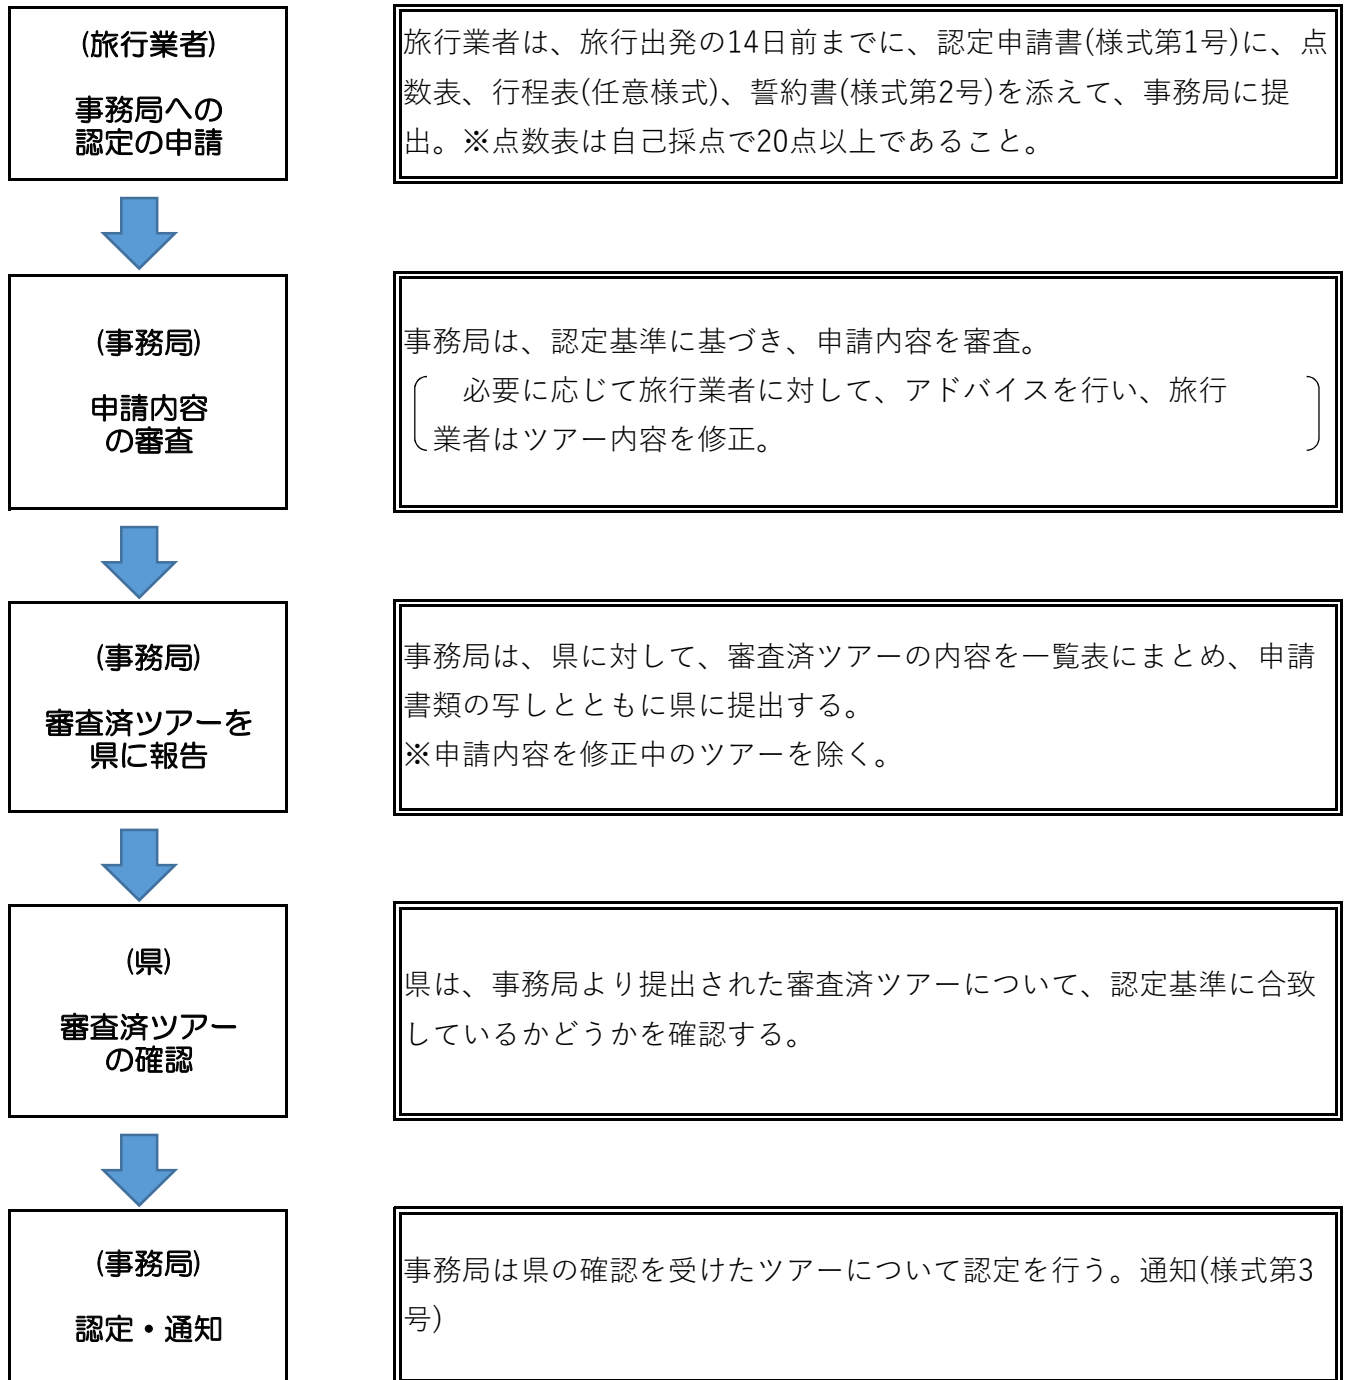 (旅行業者)
事務局への
認定の申請
旅行業者は、旅行出発の14日前までに、認定申請書(様式第1号)に、点
数表、行程表(任意様式)、誓約書(様式第2号)を添えて、事務局に提
出。※点数表は自己採点で20点以上であること。
(事務局)
申請内容
の審査
事務局は、認定基準に基づき、申請内容を審査。
必要に応じて旅行業者に対して、アドバイスを行い、旅行
業者はツアー内容を修正。
(事務局)
審査済ツアーを
県に報告
事務局は、県に対して、審査済ツアーの内容を一覧表にまとめ、申請
書類の写しとともに県に提出する。
※申請内容を修正中のツアーを除く。
(県)
審査済ツアー
の確認
県は、事務局より提出された審査済ツアーについて、認定基準に合致
しているかどうかを確認する。
(事務局)
認定・通知
事務局は県の確認を受けたツアーについて認定を行う。通知(様式第3
号)